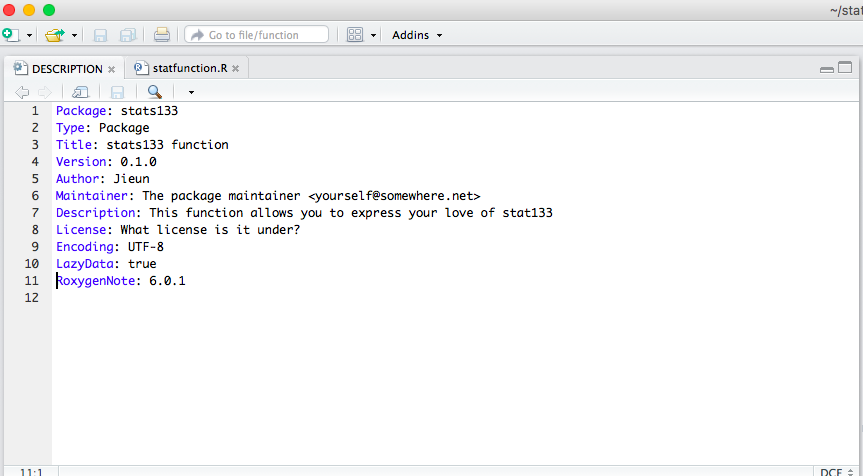 ~/stat
Go to file/function
Addins
DESCRIPTION
statfunction.R
1 Package: stats133
2 Type: Package
3 Title: stats133 function
4 Version: 0.1.0
5 Author: Jieun
6 Maintainer: The package maintainer <yourself@somewhere.net>
7 Description: This function allows you to express your love of stat133
8 License: What license is it under?
9 Encoding: UTF-8
10 LazyData: true
11 RoxygenNote: 6.0.1
12
11:1
DCF